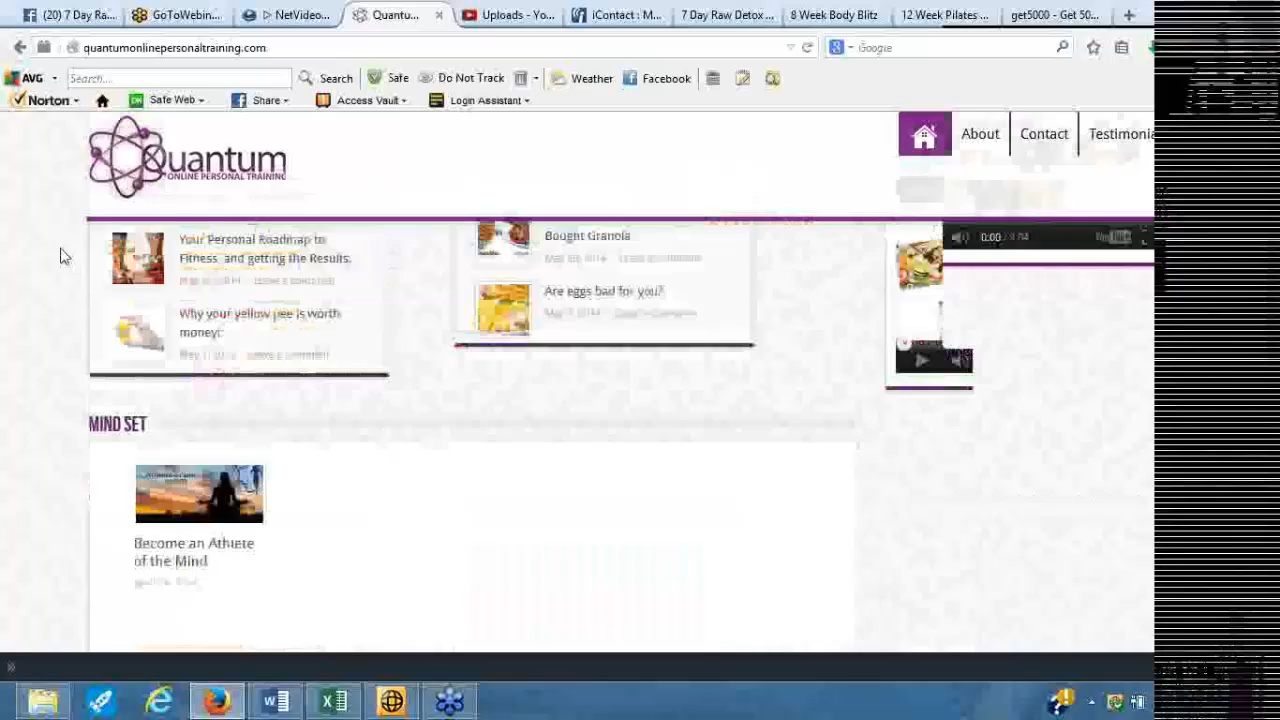 (20) 7 Day Ra...
GoToWebin...
NetVideo...
Quantu...
Uploads - Yo...
iContact : M...
7 Day Raw Detox ...
8 Week Body Blitz
12 Week Pilates ...
get5000 - Get 50...
quantumonlinepersonaltraining.com
Google
AVG
Search...
Search
Safe
Do Not Track
Weather
Facebook
Norton
Safe Web
Share
Access Vault
Login Assistant
Quantum
ONLINE PERSONAL TRAINING
About
Contact
Testimonia
Your Personal Roadmap to
Fitness and getting the Results.
Why your yellow pee is worth
money!
Leave a comment
Bought Granola
Are eggs bad for you?
0:00
MIND SET
Become an Athlete
of the Mind